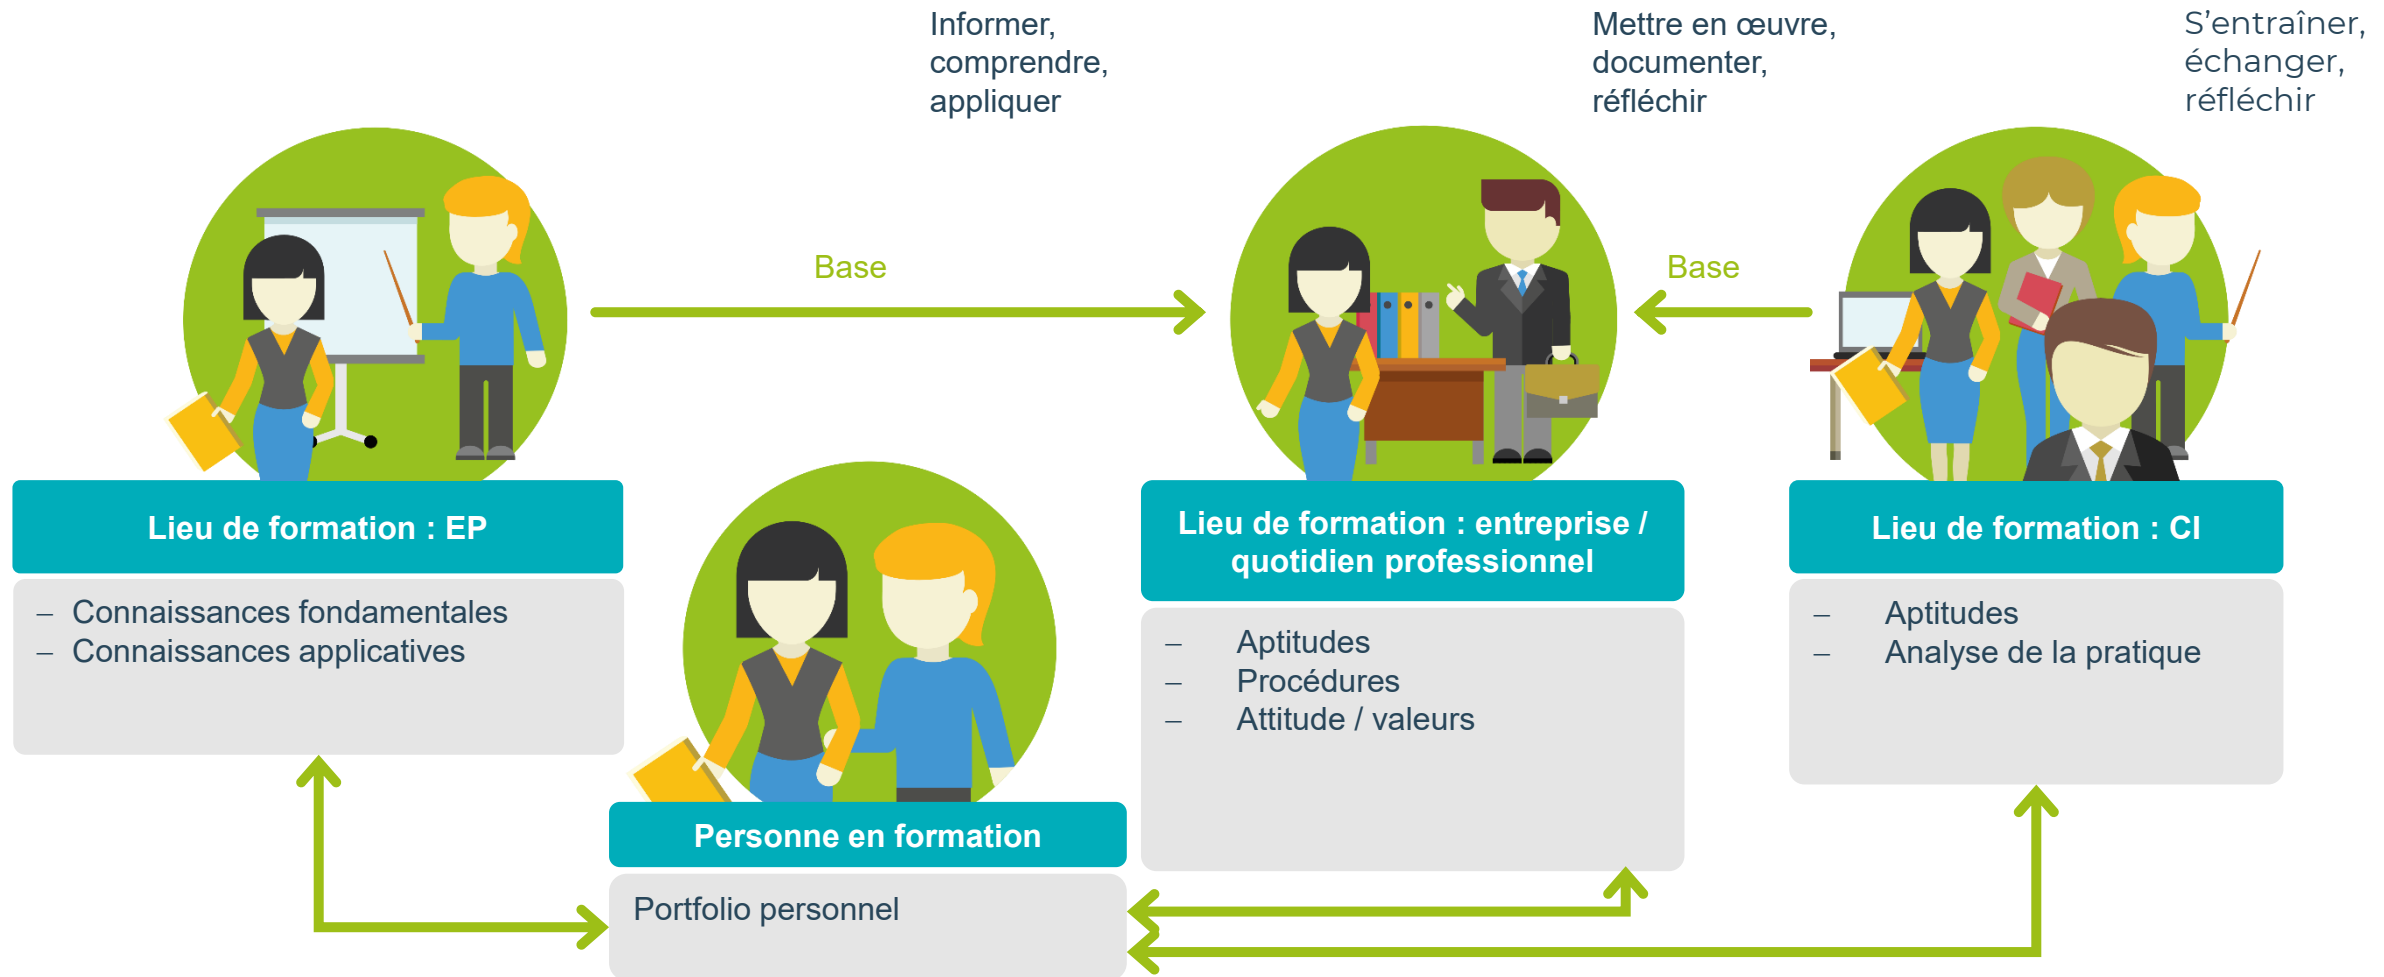 Informer,
comprendre,
appliquer
Mettre en œuvre,
documenter,
réfléchir
S'entraîner,
échanger,
réfléchir
Base
Base
Lieu de formation : EP
– Connaissances fondamentales
– Connaissances applicatives
Personne en formation
Portfolio personnel
Lieu de formation : entreprise /
quotidien professionnel
– Aptitudes
– Procédures
– Attitude / valeurs
Lieu de formation : CI
– Aptitudes
– Analyse de la pratique